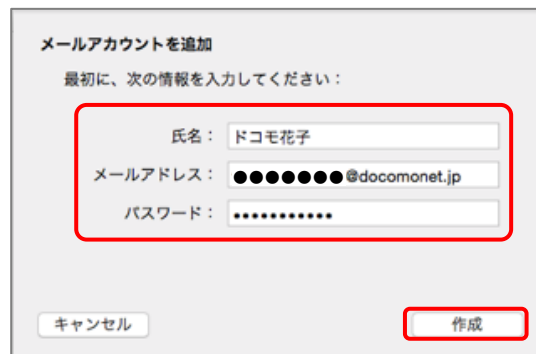 メールアカウントを追加
最初に、次の情報を入力してください：
氏名： ドコモ花子
メールアドレス： ●●●●●●●@docomonet.jp
パスワード： •••••••••••
キャンセル 作成